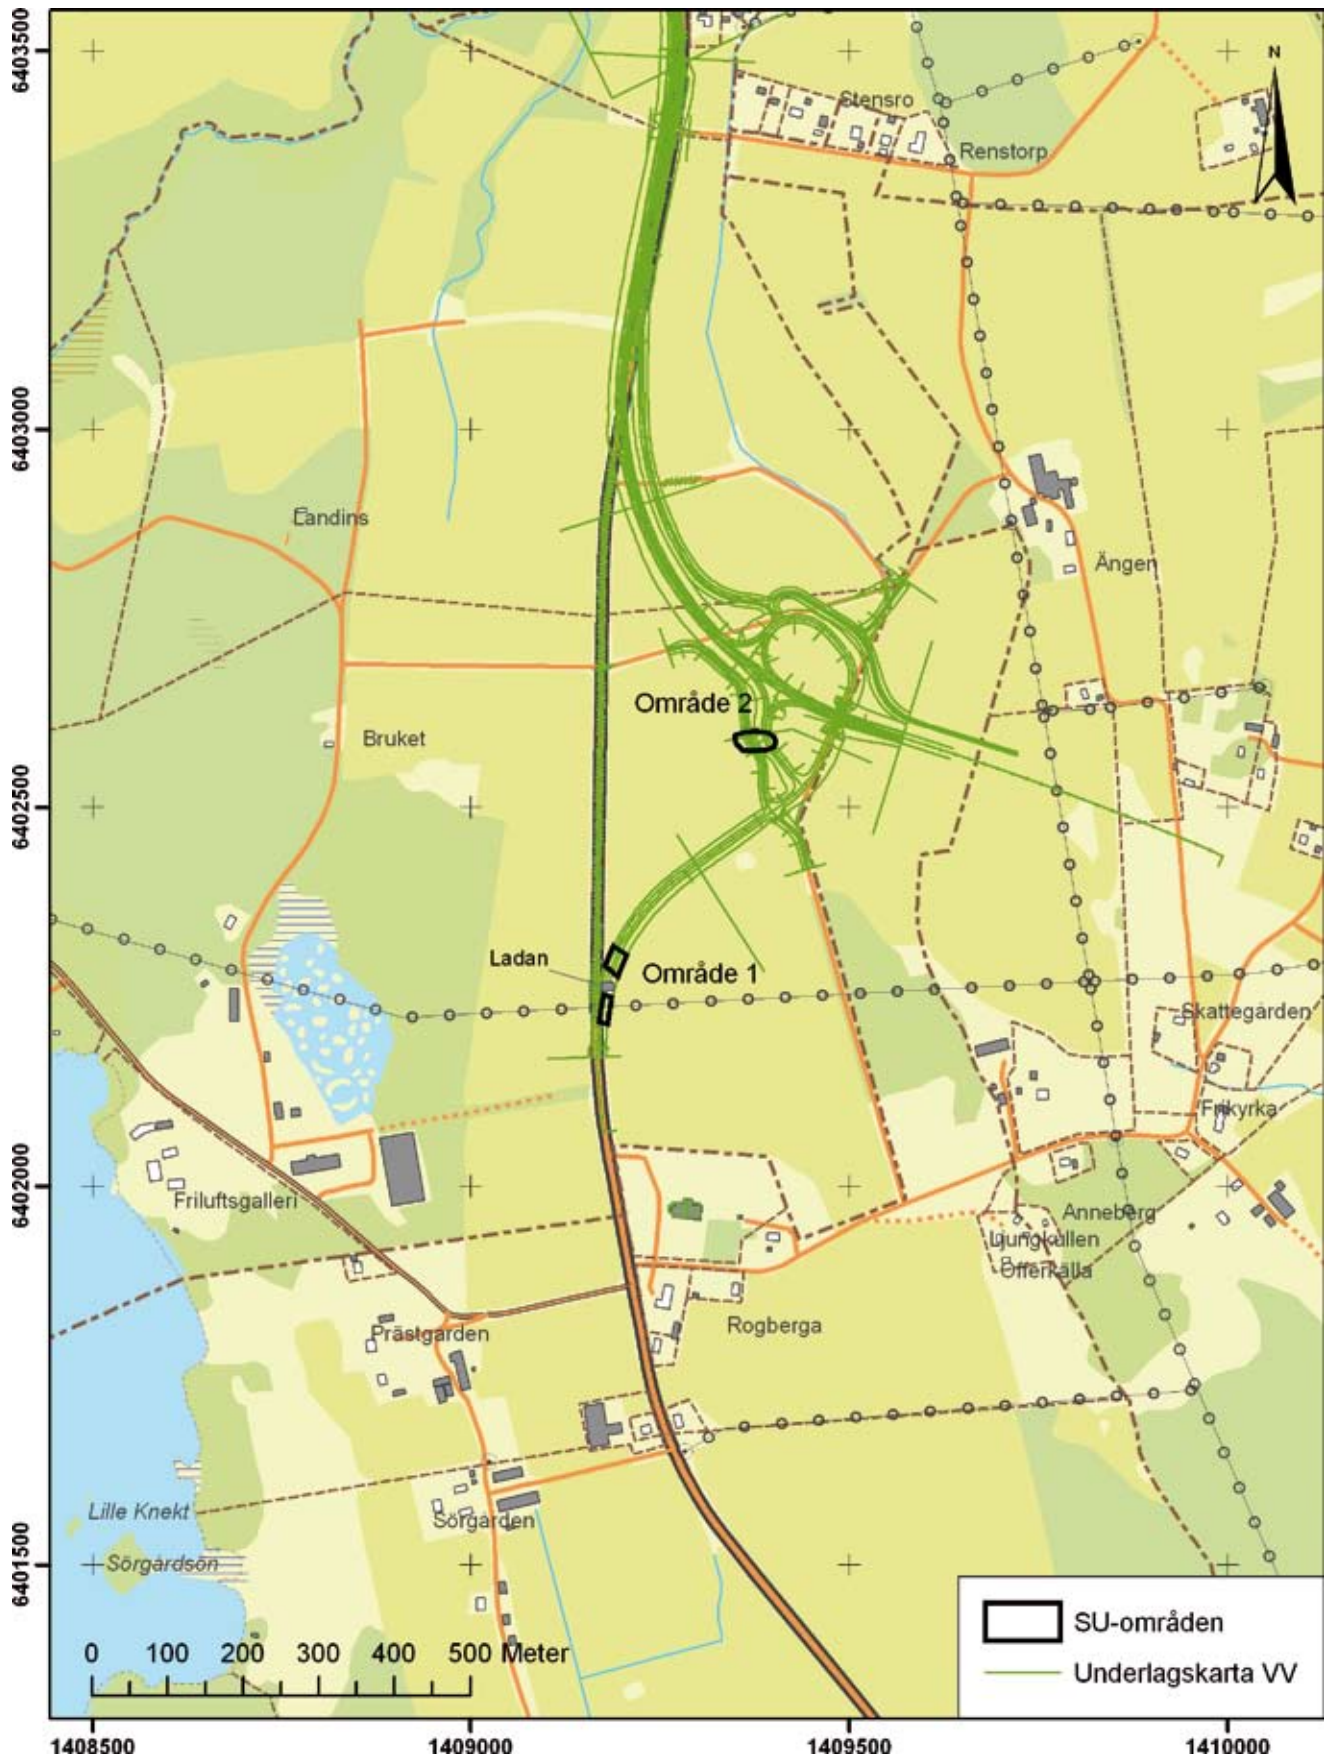 6403500
N
Stensro
Renstorp
6403000
Landins
Ängen
Område 2
Bruket
6402500
Ladan
Område 1
Skattegården
Frikyrka
6402000
Friluftsgalleri
Anneberg
Ljungkullen
Offerkälla
Rogberga
Prästgården
Lille Knekt
Sörgården
6401500
Sörgårdsön
SU-områden
0 100 200 300 400 500 Meter
Underlagskarta VV
1408500 1409000 1409500 1410000